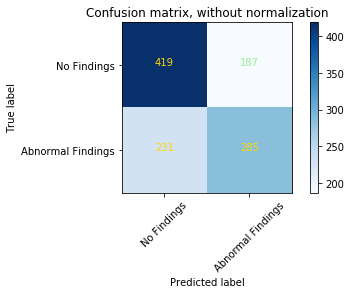 Confusion matrix, without normalization
True label
No Findings
419
187
400
350
300
250
200
Abnormal Findings
231
285
No Findings
Abnormal Findings
Predicted label